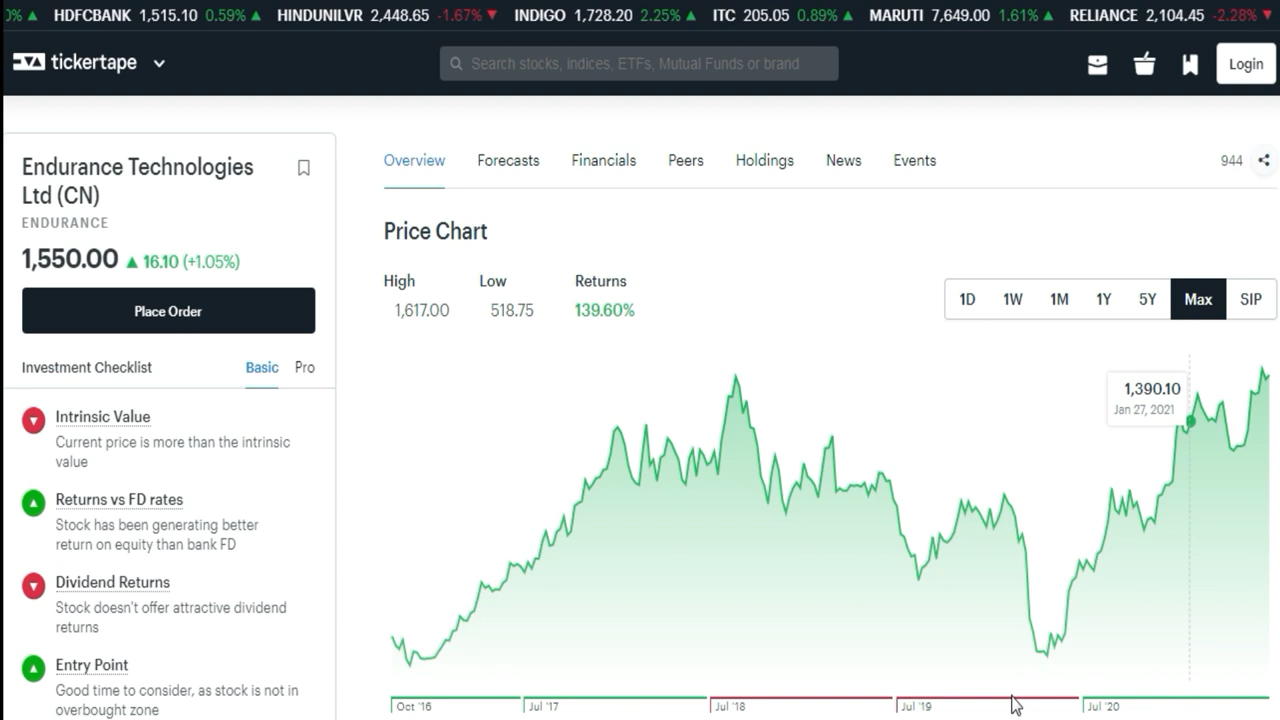 0% ▲ HDFCBANK 1,515.10 0.59% ▲ HINDUNILVR 2,448.65 -1.67% ▼ INDIGO 1,728.20 2.25% ▲ ITC 205.05 0.89% ▲ MARUTI 7,649.00 1.61% ▲ RELIANCE 2,104.45 -2.28% ▼
tickertape
Search stocks, indices, ETFs, Mutual Funds or brand
Login
Endurance Technologies
Ltd (CN)
ENDURANCE
1,550.00 ▲ 16.10 (+1.05%)
Place Order
Investment Checklist Basic Pro
Intrinsic Value
Current price is more than the intrinsic
value
Returns vs FD rates
Stock has been generating better
return on equity than bank FD
Dividend Returns
Stock doesn't offer attractive dividend
returns
Entry Point
Good time to consider, as stock is not in
overbought zone
Overview Forecasts Financials Peers Holdings News Events
944
Price Chart
High Low Returns
1,617.00 518.75 139.60%
1D 1W 1M 1Y 5Y Max SIP
1,390.10
Jan 27, 2021
Oct '16 Jul '17 Jul '18 Jul '19 Jul '20